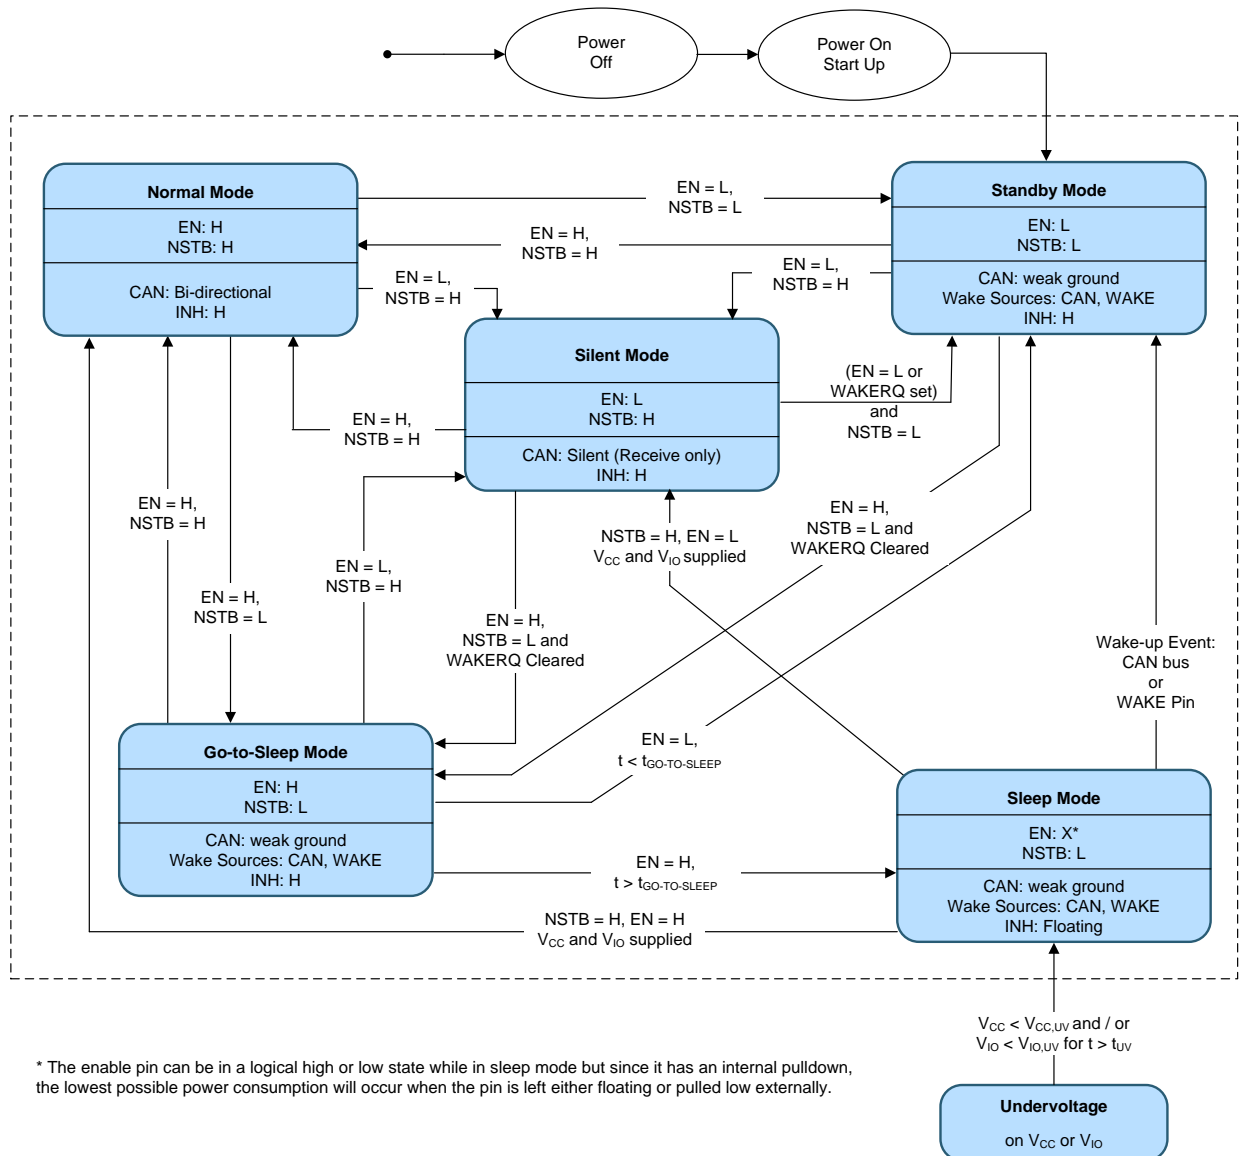 Power
Off
Power On
Start Up
Normal Mode
EN: H
NSTB: H
CAN: Bi-directional
INH: H
EN = L,
NSTB = L
EN = H,
NSTB = H
Standby Mode
EN: L
NSTB: L
CAN: weak ground
Wake Sources: CAN, WAKE
INH: H
EN = L,
NSTB = H
EN = L,
NSTB = H
Silent Mode
EN: L
NSTB: H
CAN: Silent (Receive only)
INH: H
(EN = L or
WAKERQ set)
and
NSTB = L
EN = H,
NSTB = H
EN = H,
NSTB = H
EN = H,
NSTB = L
EN = L,
NSTB = H
EN = H,
NSTB = L and
WAKERQ Cleared
NSTB = H, EN = L
VCC and VIO supplied
EN = H,
NSTB = L and
WAKERQ Cleared
Wake-up Event:
CAN bus
or
WAKE Pin
Go-to-Sleep Mode
EN: H
NSTB: L
CAN: weak ground
Wake Sources: CAN, WAKE
INH: H
EN = L,
t < tGO-TO-SLEEP
EN = H,
t > tGO-TO-SLEEP
Sleep Mode
EN: X*
NSTB: L
CAN: weak ground
Wake Sources: CAN, WAKE
INH: Floating
NSTB = H, EN = H
VCC and VIO supplied
VCC < VCC,UV and / or
VIO < VIO,UV for t > tUV
* The enable pin can be in a logical high or low state while in sleep mode but since it has an internal pulldown,
the lowest possible power consumption will occur when the pin is left either floating or pulled low externally.
Undervoltage
on VCC or VIO